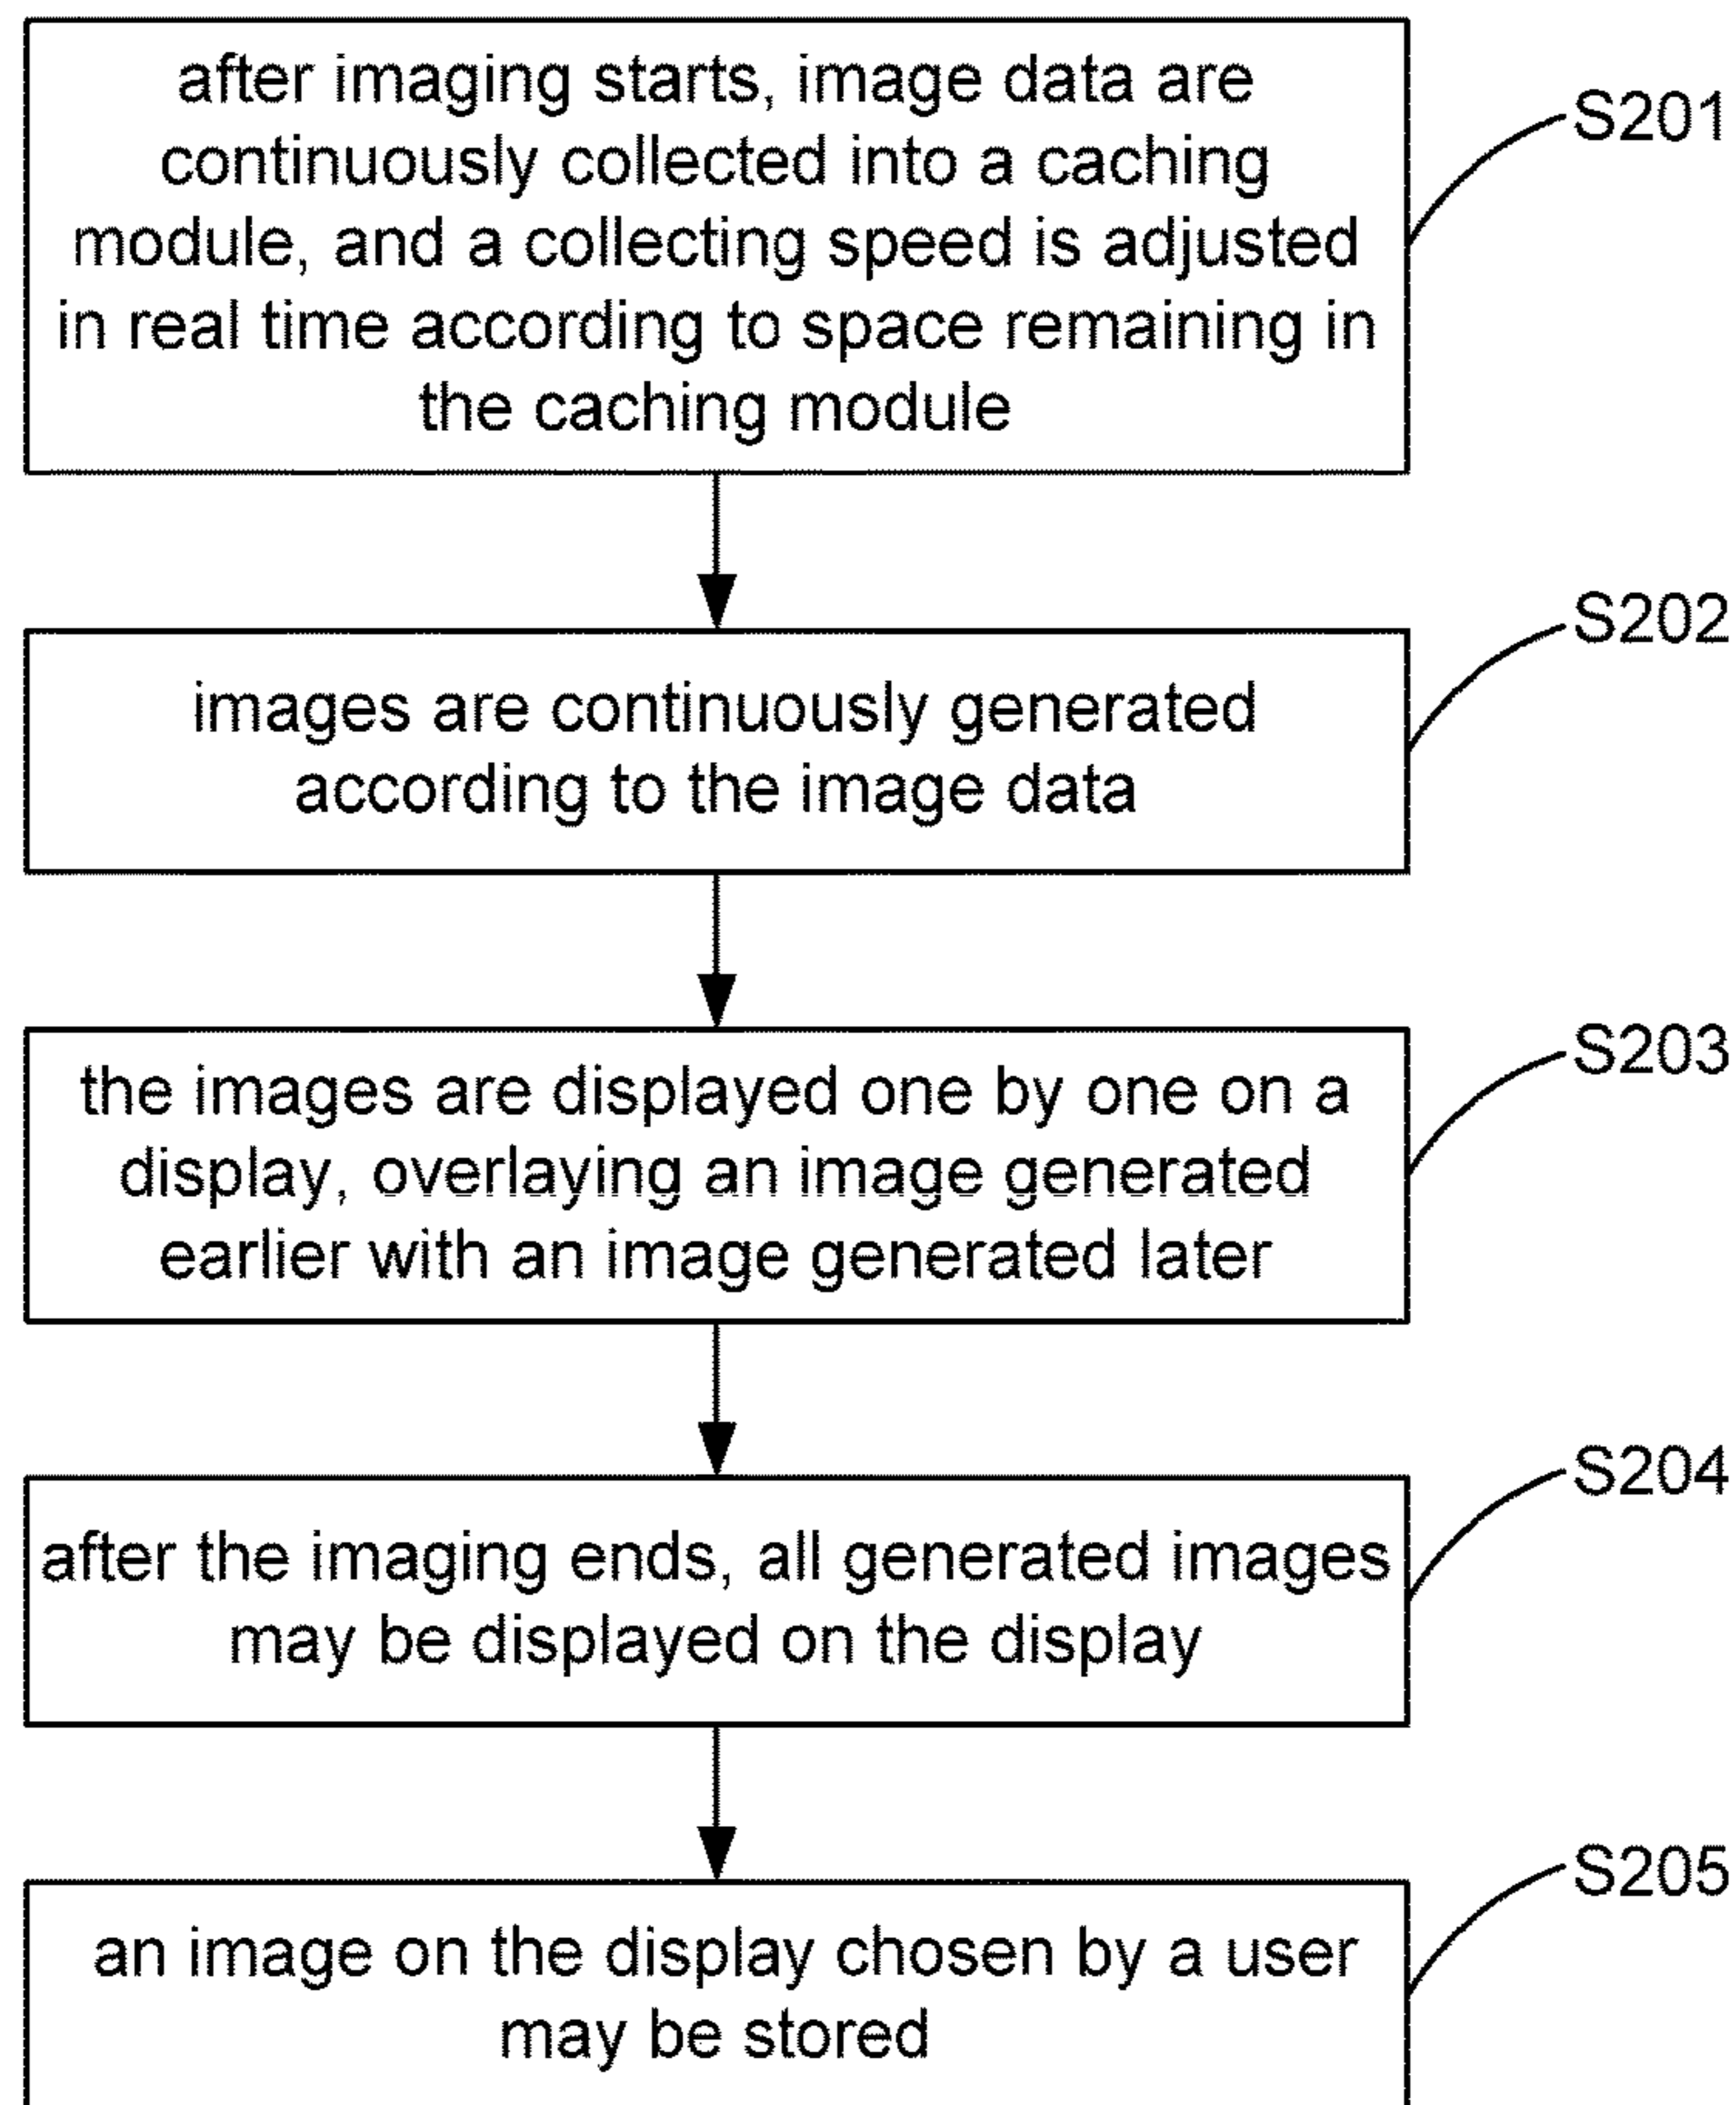 after imaging starts, image data are
continuously collected into a caching
module, and a collecting speed is adjusted
in real time according to space remaining in
the caching module
S201
images are continuously generated
according to the image data
S202
the images are displayed one by one on a
display, overlaying an image generated
earlier with an image generated later
S203
after the imaging ends, all generated images
may be displayed on the display
S204
an image on the display chosen by a user
may be stored
S205